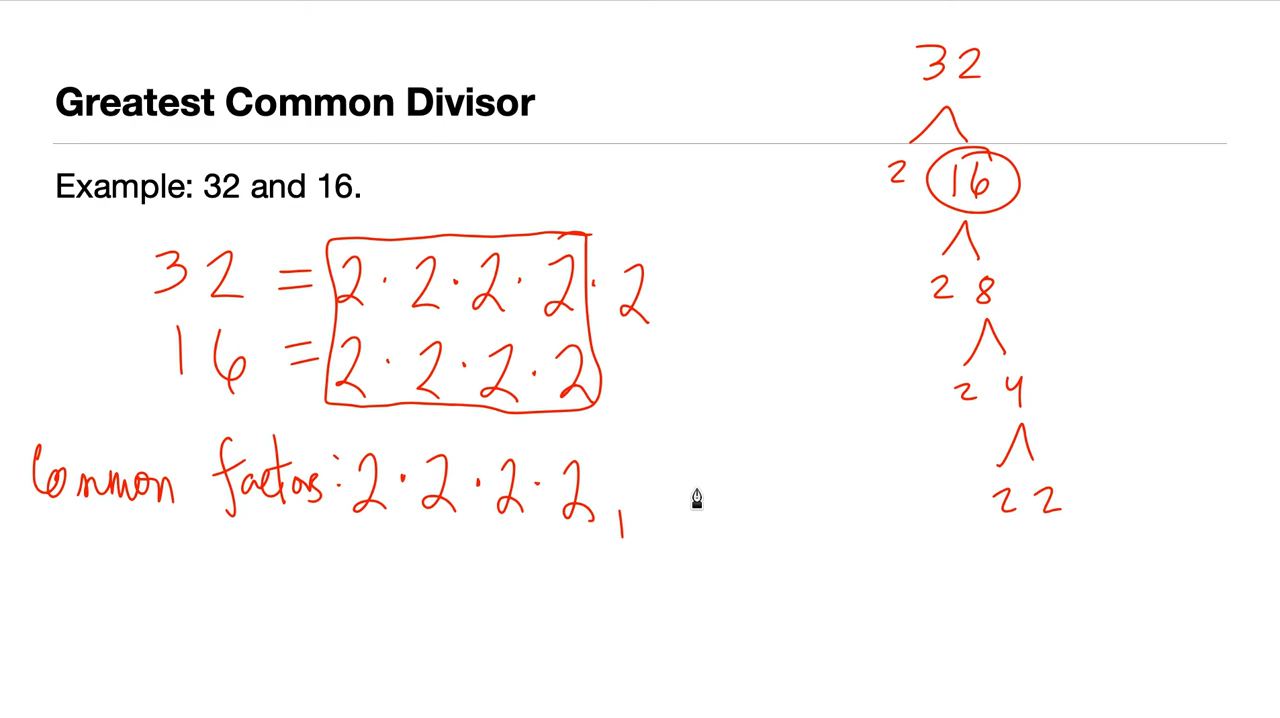 Greatest Common Divisor
Example: 32 and 16.
32 = 2 · 2 · 2 · 2 · 2
16 = 2 · 2 · 2 · 2
Common factors: 2 · 2 · 2 · 2,
32
2 16
2 8
2 4
2 2